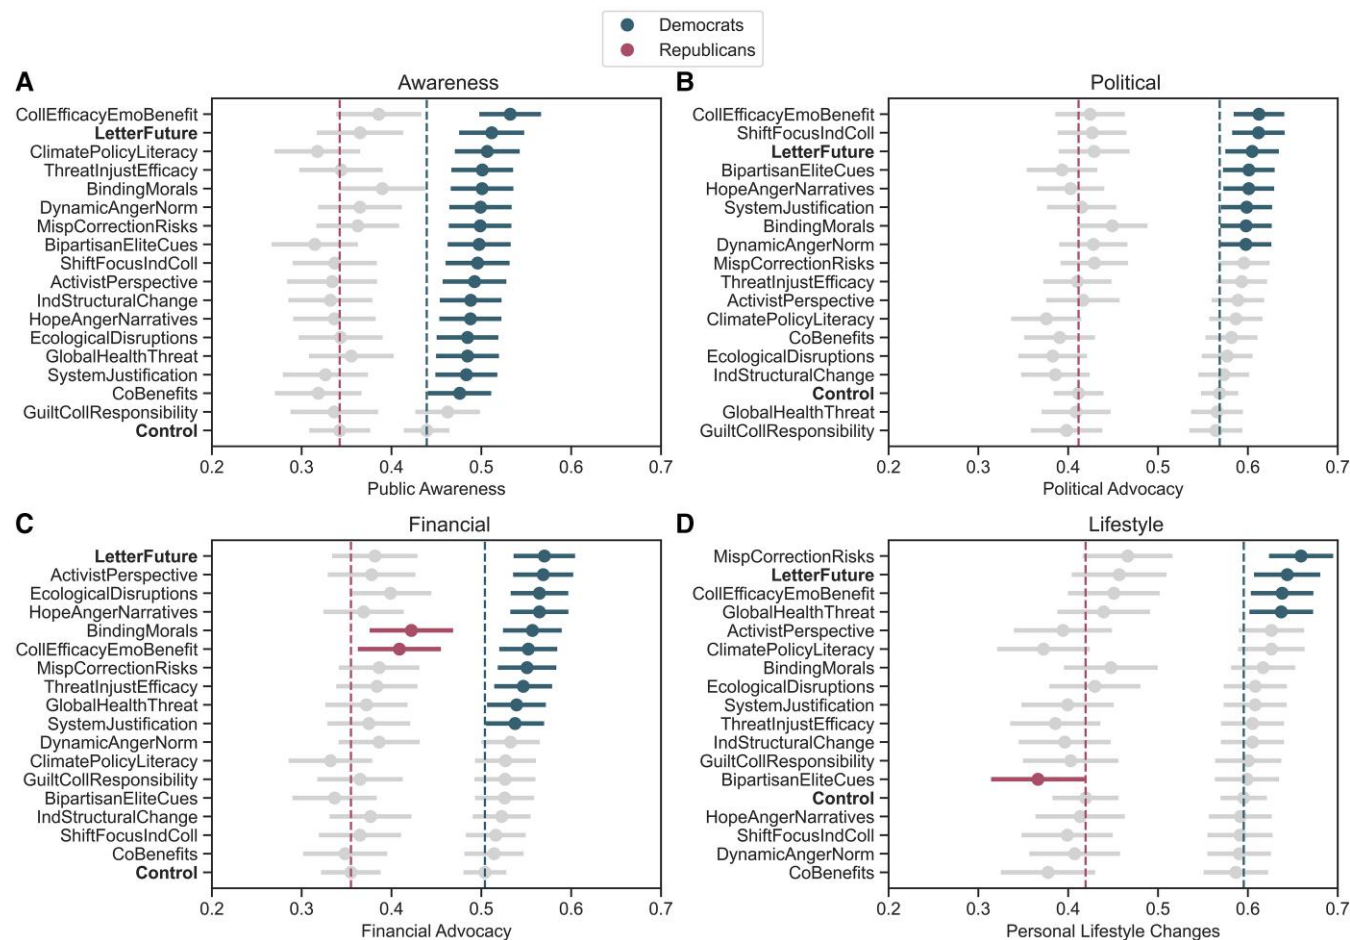 Democrats
Republicans
A
Awareness
CollEfficacyEmoBenefit
LetterFuture
ClimatePolicyLiteracy
ThreatInjustEfficacy
BindingMorals
DynamicAngerNorm
MispCorrectionRisks
BipartisanEliteCues
ShiftFocusIndColl
ActivistPerspective
IndStructuralChange
HopeAngerNarratives
EcologicalDisruptions
GlobalHealthThreat
SystemJustification
CoBenefits
GuiltCollResponsibility
Control
0.2 0.3 0.4 0.5 0.6 0.7
Public Awareness
B
Political
CollEfficacyEmoBenefit
ShiftFocusIndColl
LetterFuture
BipartisanEliteCues
HopeAngerNarratives
SystemJustification
BindingMorals
DynamicAngerNorm
MispCorrectionRisks
ThreatInjustEfficacy
ActivistPerspective
ClimatePolicyLiteracy
CoBenefits
EcologicalDisruptions
IndStructuralChange
Control
GlobalHealthThreat
GuiltCollResponsibility
0.2 0.3 0.4 0.5 0.6 0.7
Political Advocacy
C
Financial
LetterFuture
ActivistPerspective
EcologicalDisruptions
HopeAngerNarratives
BindingMorals
CollEfficacyEmoBenefit
MispCorrectionRisks
ThreatInjustEfficacy
GlobalHealthThreat
SystemJustification
DynamicAngerNorm
ClimatePolicyLiteracy
GuiltCollResponsibility
BipartisanEliteCues
IndStructuralChange
ShiftFocusIndColl
CoBenefits
Control
0.2 0.3 0.4 0.5 0.6 0.7
Financial Advocacy
D
Lifestyle
MispCorrectionRisks
LetterFuture
CollEfficacyEmoBenefit
GlobalHealthThreat
ActivistPerspective
ClimatePolicyLiteracy
BindingMorals
EcologicalDisruptions
SystemJustification
ThreatInjustEfficacy
IndStructuralChange
GuiltCollResponsibility
BipartisanEliteCues
Control
HopeAngerNarratives
ShiftFocusIndColl
DynamicAngerNorm
CoBenefits
0.2 0.3 0.4 0.5 0.6 0.7
Personal Lifestyle Changes